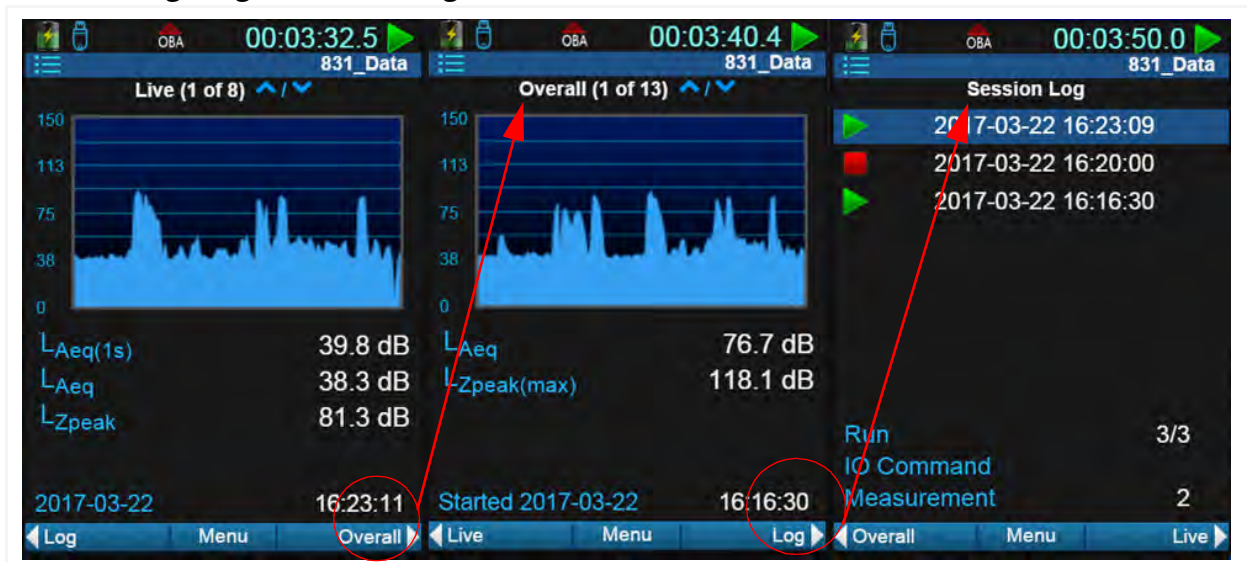 OBA 00:03:32.5
831_Data
Live (1 of 8) /
150
113
75
38
0
LAeq(1s) 39.8 dB
LAeq 38.3 dB
LZpeak 81.3 dB
2017-03-22 16:23:11
Log Menu Overall
OBA 00:03:40.4
831_Data
Overall (1 of 13) /
150
113
75
38
0
LAeq 76.7 dB
LZpeak(max) 118.1 dB
Started 2017-03-22 16:16:30
Live Menu Log
OBA 00:03:50.0
831_Data
Session Log
2017-03-22 16:23:09
2017-03-22 16:20:00
2017-03-22 16:16:30
Run 3/3
IO Command
Measurement 2
Overall Menu Live